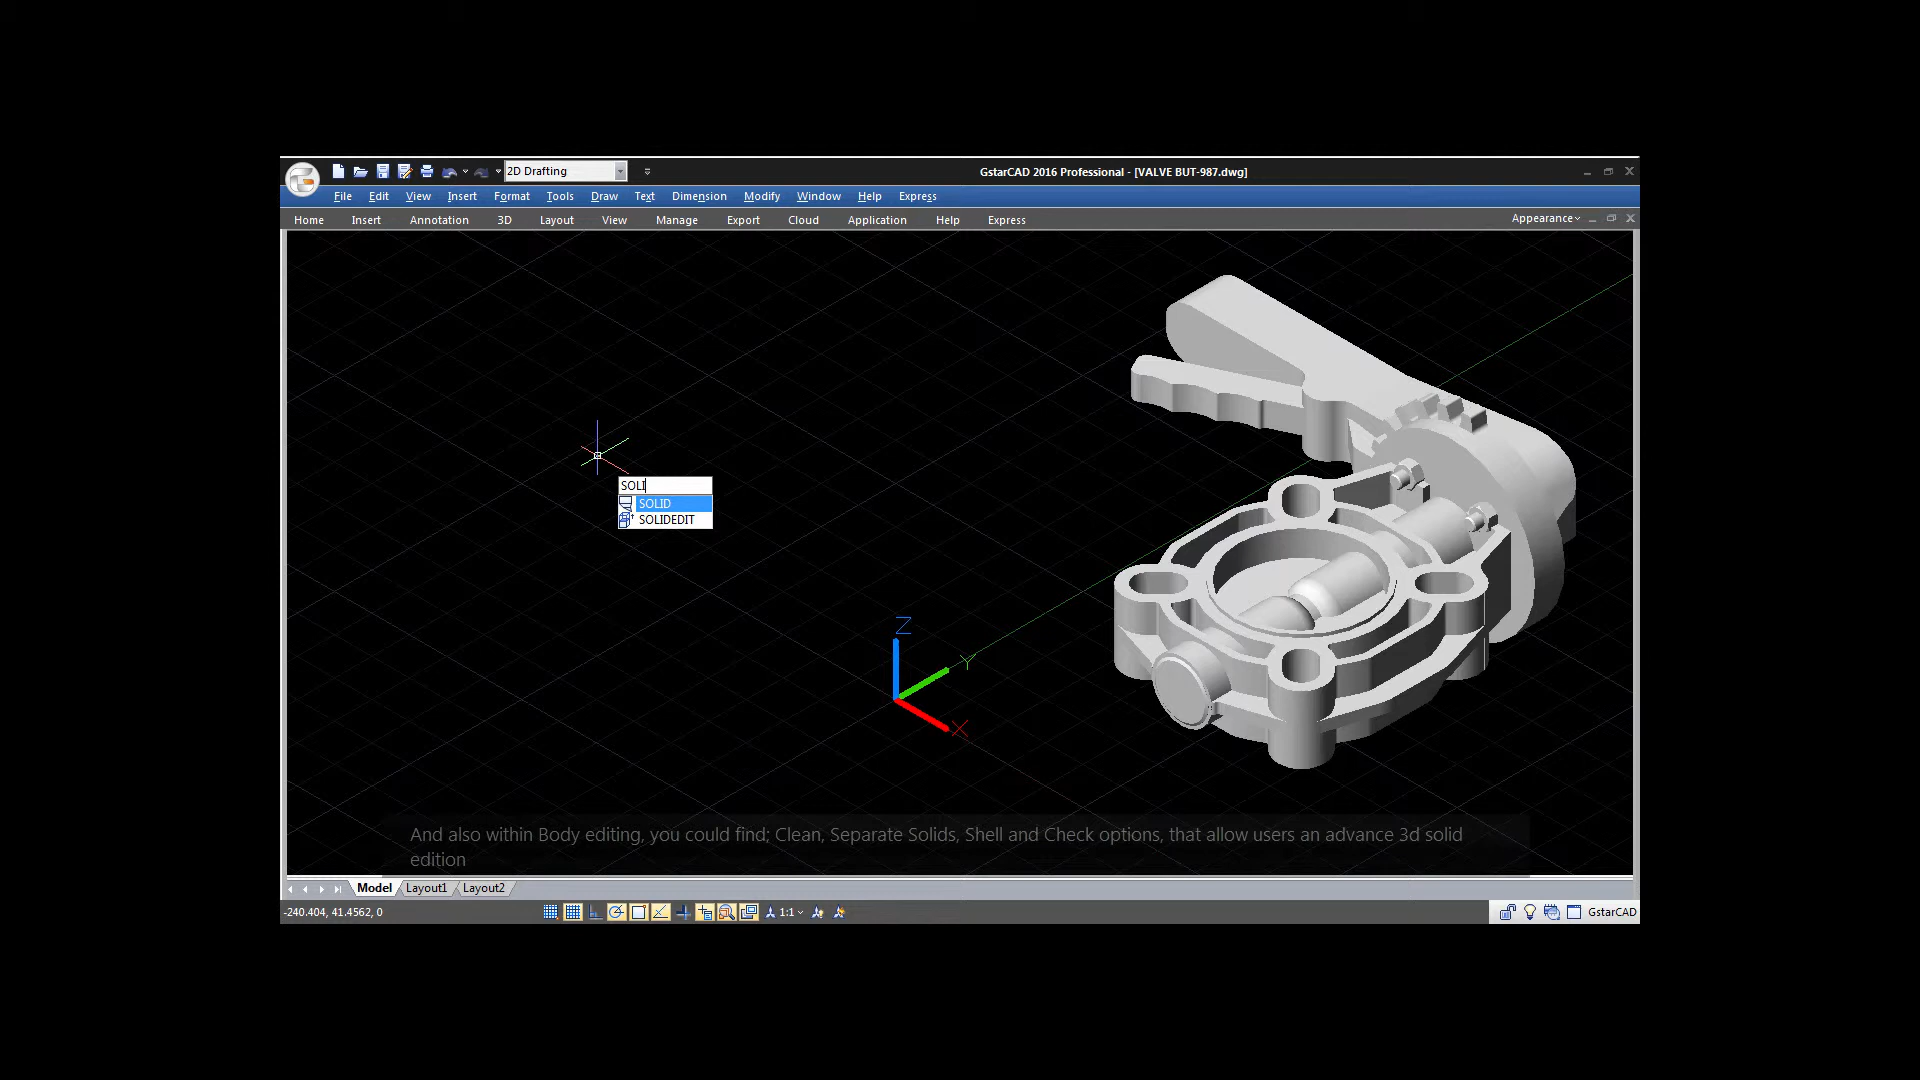 2D Drafting
GstarCAD 2016 Professional - [VALVE BUT-987.dwg]
File Edit View Insert Format Tools Draw Text Dimension Modify Window Help Express
Home Insert Annotation 3D Layout View Manage Export Cloud Application Help Express Appearance
SOLI
SOLID
SOLIDEDIT
Z
Y
X
And also within Body editing, you could find; Clean, Separate Solids, Shell and Check options, that allow users an advance 3d solid
edition
Model Layout1 Layout2
-240.404, 41.4562, 0 1:1 GstarCAD